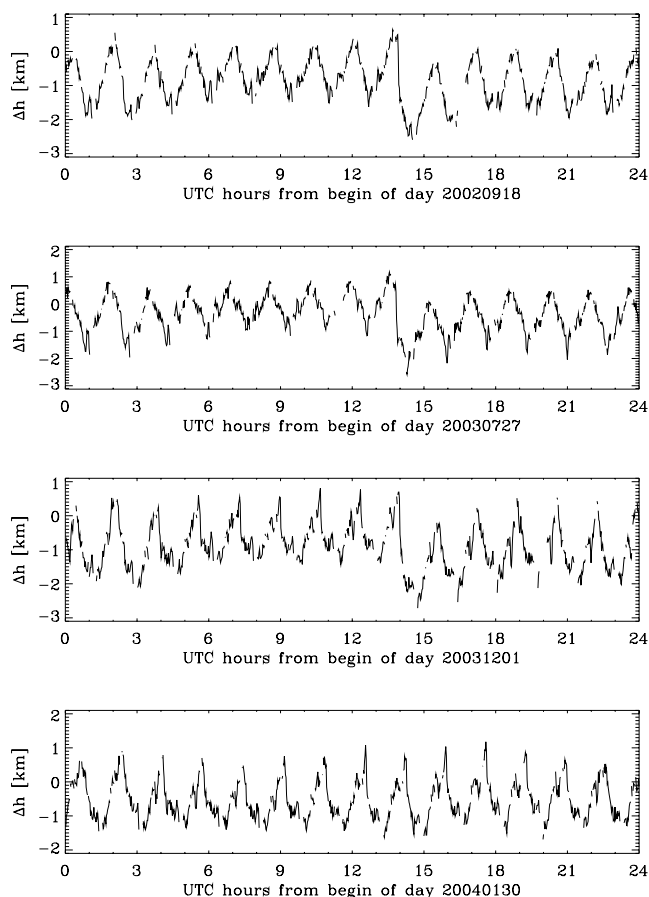 1
0
−1
−2
−3
Δh [km]
0 3 6 9 12 15 18 21 24
UTC hours from begin of day 20020918
2
1
0
−1
−2
−3
Δh [km]
0 3 6 9 12 15 18 21 24
UTC hours from begin of day 20030727
1
0
−1
−2
−3
Δh [km]
0 3 6 9 12 15 18 21 24
UTC hours from begin of day 20031201
2
1
0
−1
−2
Δh [km]
0 3 6 9 12 15 18 21 24
UTC hours from begin of day 20040130